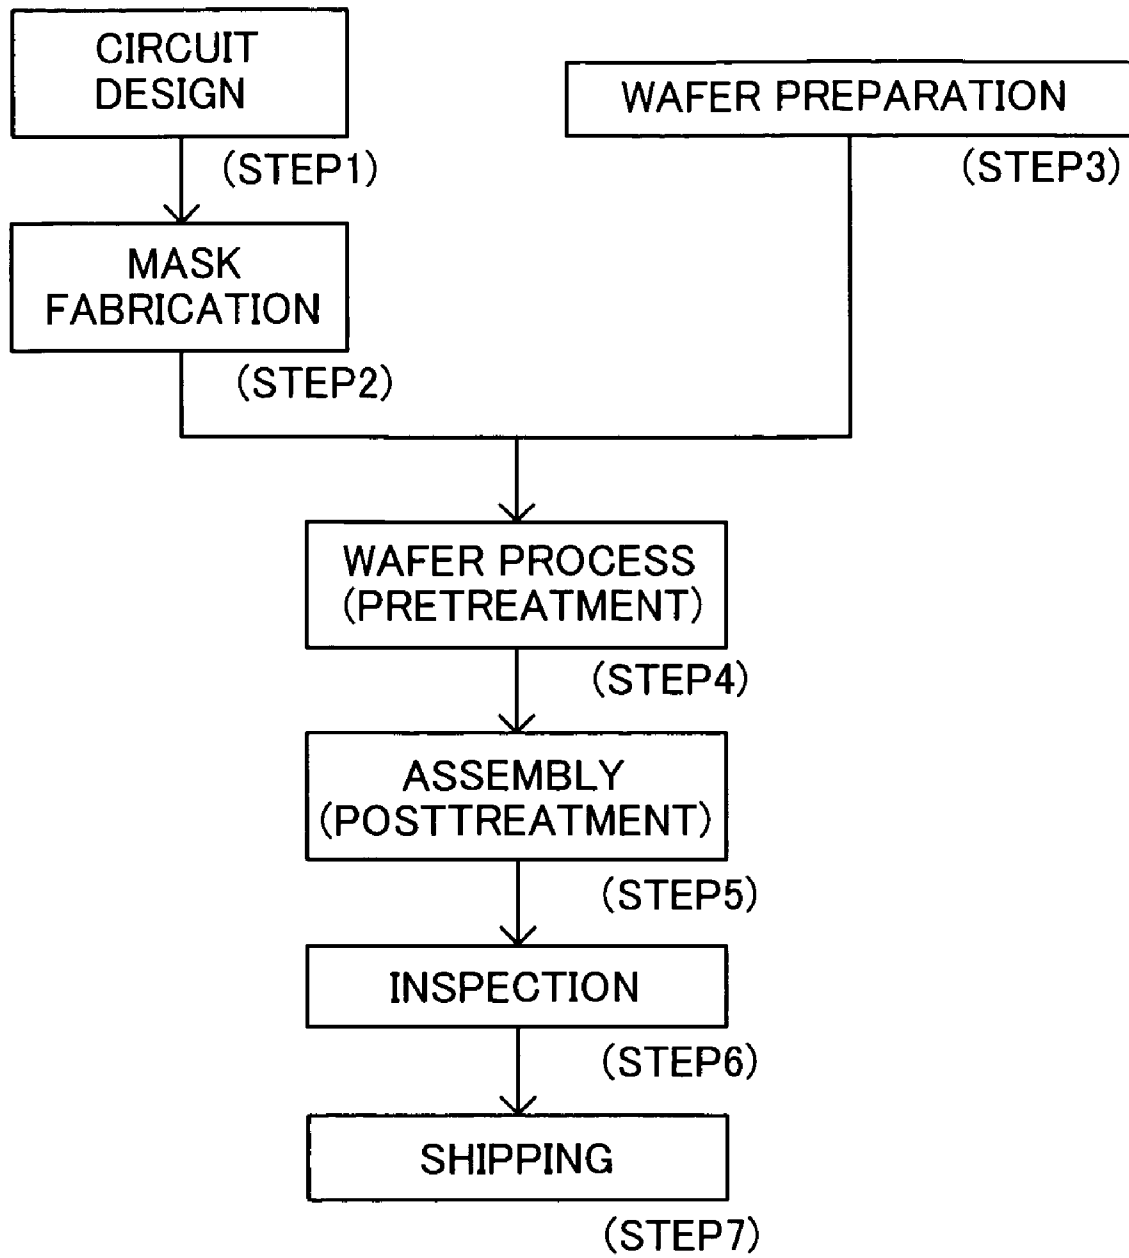 CIRCUIT
DESIGN
(STEP1)
WAFER PREPARATION
(STEP3)
MASK
FABRICATION
(STEP2)
WAFER PROCESS
(PRETREATMENT)
(STEP4)
ASSEMBLY
(POSTTREATMENT)
(STEP5)
INSPECTION
(STEP6)
SHIPPING
(STEP7)